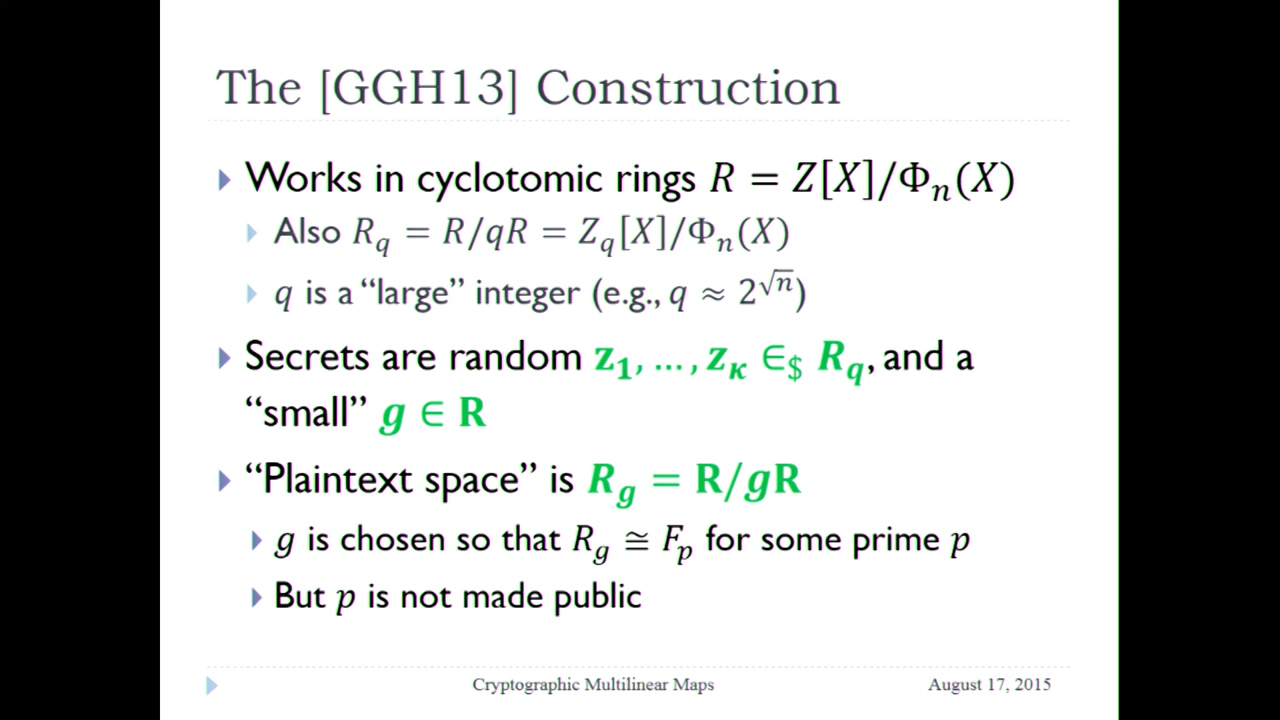 The [GGH13] Construction
Works in cyclotomic rings R = Z[X]/Φₙ(X)
Also R_q = R/qR = Z_q[X]/Φₙ(X)
q is a “large” integer (e.g., q ≈ 2^√n)
Secrets are random z₁, …, z_κ ∈_$ R_q, and a
“small” g ∈ R
“Plaintext space” is R_g = R/gR
g is chosen so that R_g ≅ F_p for some prime p
But p is not made public
Cryptographic Multilinear Maps
August 17, 2015